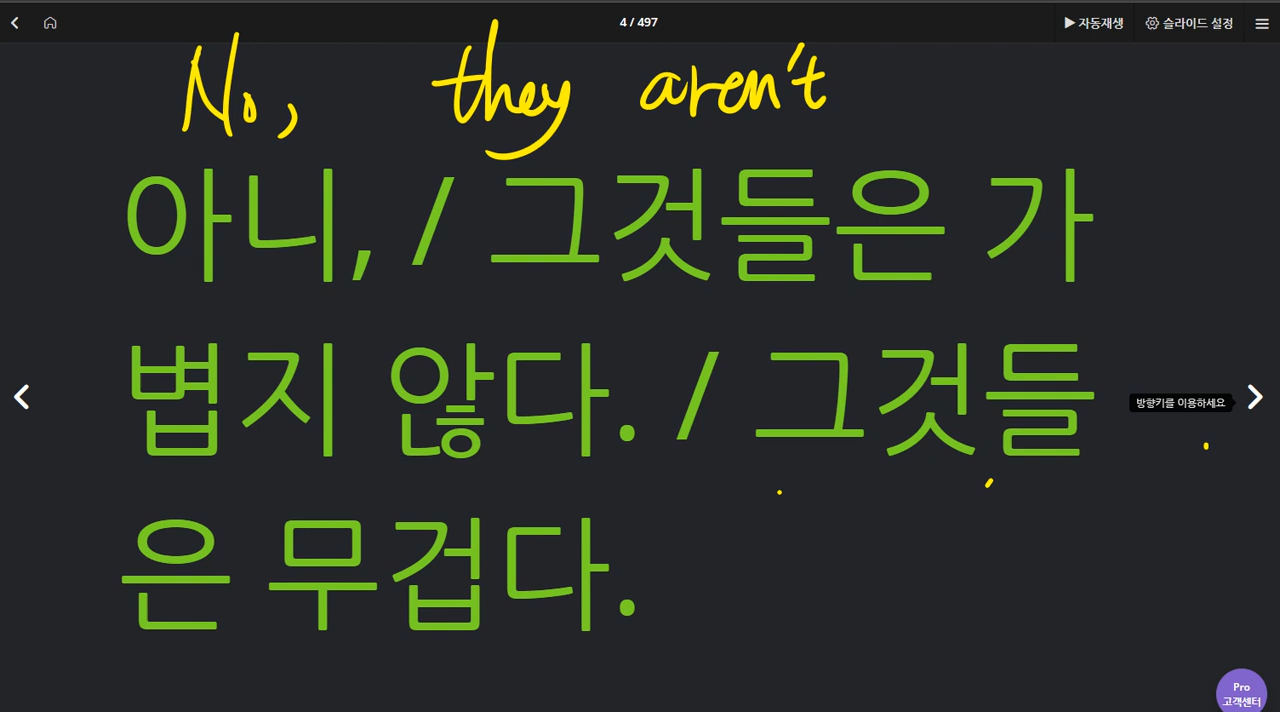 4 / 497
▶ 자동재생
슬라이드 설정
No, they aren't
아니, / 그것들은 가
볍지 않다. / 그것들
은 무겁다.
방향키를 이용하세요
Pro
고객센터